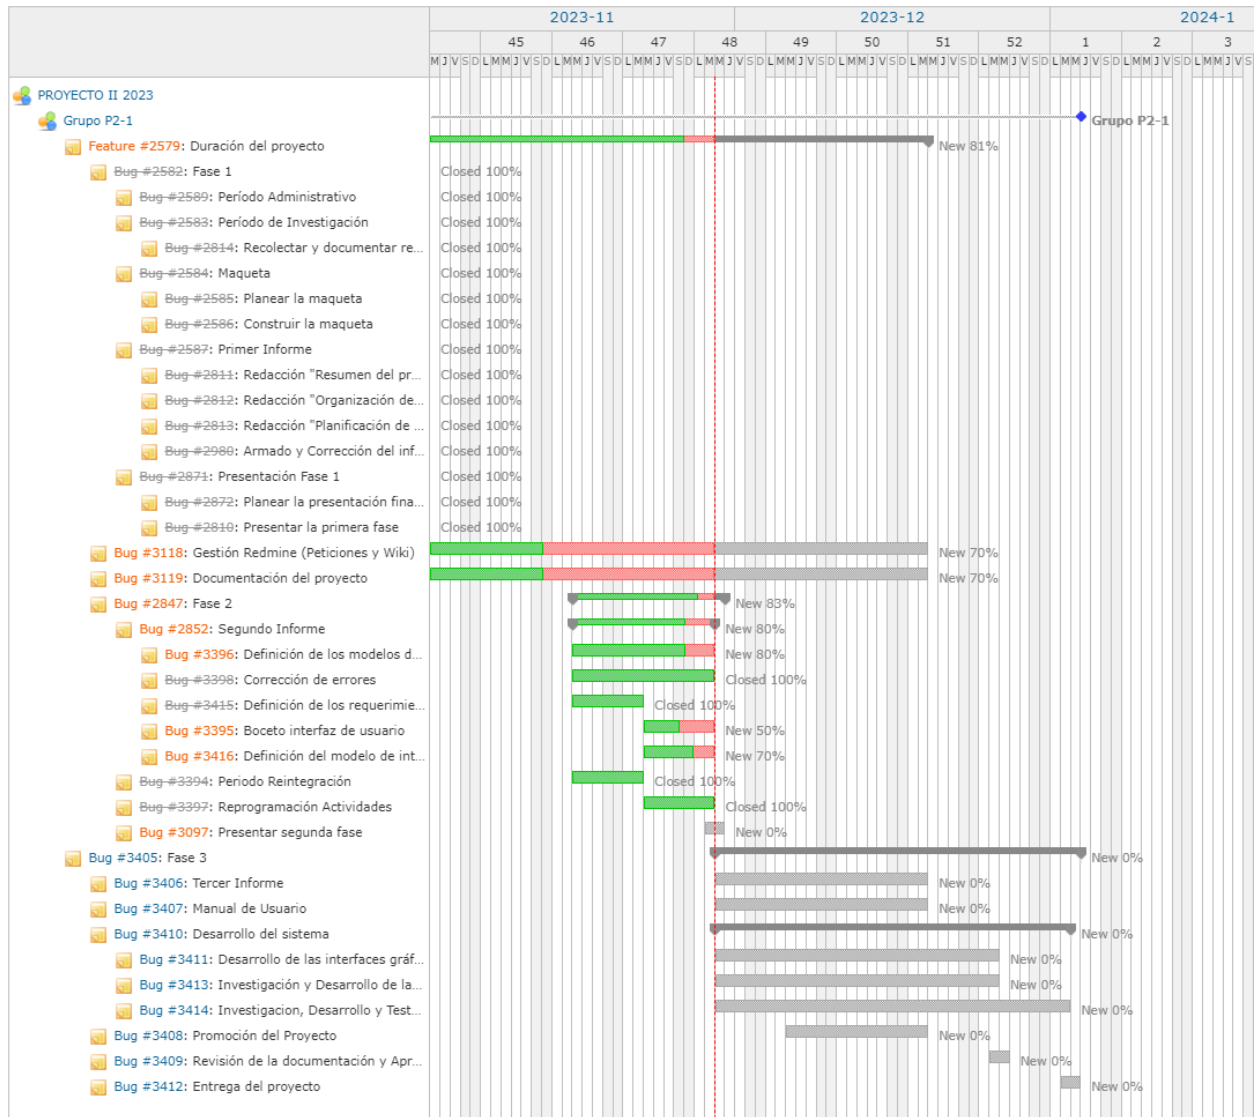 2023-11 2023-12 2024-1
45 46 47 48 49 50 51 52 1 2 3
M J V S D L M M J V S D L M M J V S D L M M J V S D L M M J V S D L M M J V S D L M M J V S D L M M J V S D L M M J V S D L M M J V S D L M M J V S D L M M J V S D L M M J V S
PROYECTO II 2023
Grupo P2-1 Grupo P2-1
Feature #2579: Duración del proyecto New 81%
Bug #2582: Fase 1 Closed 100%
Bug #2589: Período Administrativo Closed 100%
Bug #2583: Período de Investigación Closed 100%
Bug #2814: Recolectar y documentar re... Closed 100%
Bug #2584: Maqueta Closed 100%
Bug #2585: Planear la maqueta Closed 100%
Bug #2586: Construir la maqueta Closed 100%
Bug #2587: Primer Informe Closed 100%
Bug #2811: Redacción "Resumen del pr... Closed 100%
Bug #2812: Redacción "Organización de... Closed 100%
Bug #2813: Redacción "Planificación de ... Closed 100%
Bug #2980: Armado y Corrección del inf... Closed 100%
Bug #2871: Presentación Fase 1 Closed 100%
Bug #2872: Planear la presentación fina... Closed 100%
Bug #2810: Presentar la primera fase Closed 100%
Bug #3118: Gestión Redmine (Peticiones y Wiki) New 70%
Bug #3119: Documentación del proyecto New 70%
Bug #2847: Fase 2 New 83%
Bug #2852: Segundo Informe New 80%
Bug #3396: Definición de los modelos d... New 80%
Bug #3398: Corrección de errores Closed 100%
Bug #3415: Definición de los requerimie... Closed 100%
Bug #3395: Boceto interfaz de usuario New 50%
Bug #3416: Definición del modelo de int... New 70%
Bug #3394: Periodo Reintegración Closed 100%
Bug #3397: Reprogramación Actividades Closed 100%
Bug #3097: Presentar segunda fase New 0%
Bug #3405: Fase 3 New 0%
Bug #3406: Tercer Informe New 0%
Bug #3407: Manual de Usuario New 0%
Bug #3410: Desarrollo del sistema New 0%
Bug #3411: Desarrollo de las interfaces gráf... New 0%
Bug #3413: Investigación y Desarrollo de la... New 0%
Bug #3414: Investigacion, Desarrollo y Test... New 0%
Bug #3408: Promoción del Proyecto New 0%
Bug #3409: Revisión de la documentación y Apr... New 0%
Bug #3412: Entrega del proyecto New 0%